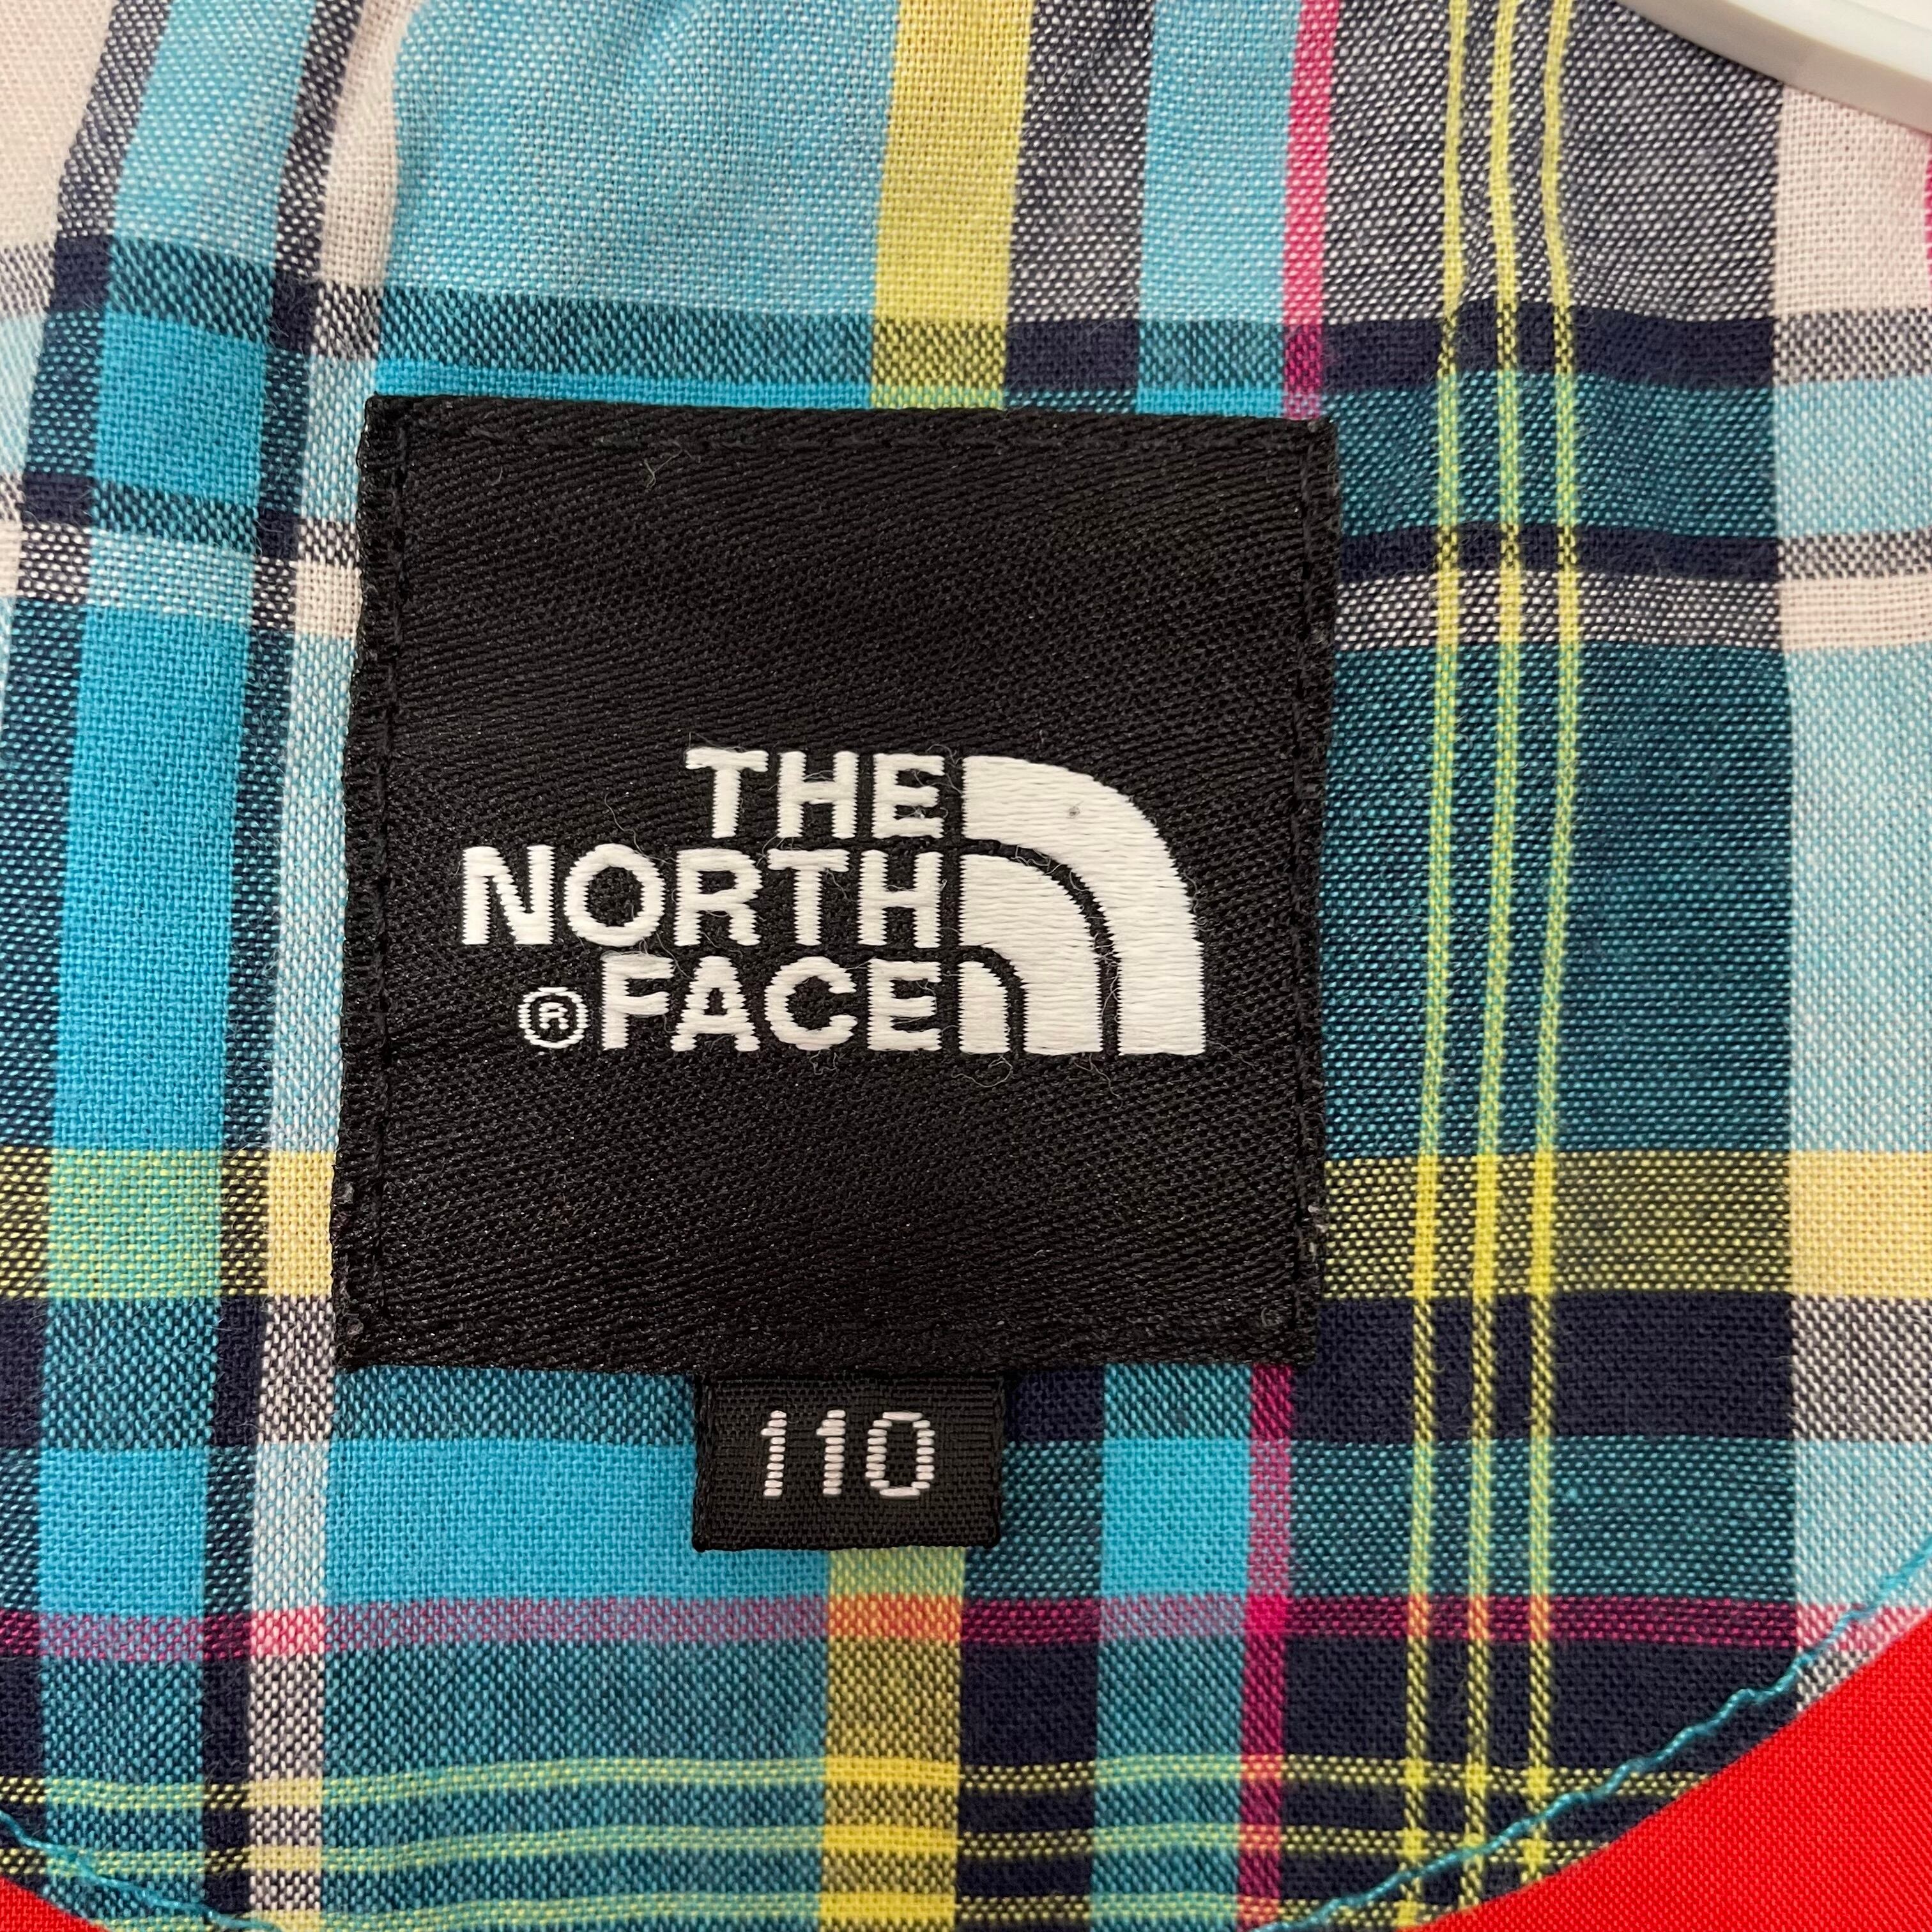 THE
NORTH
®FACE
110